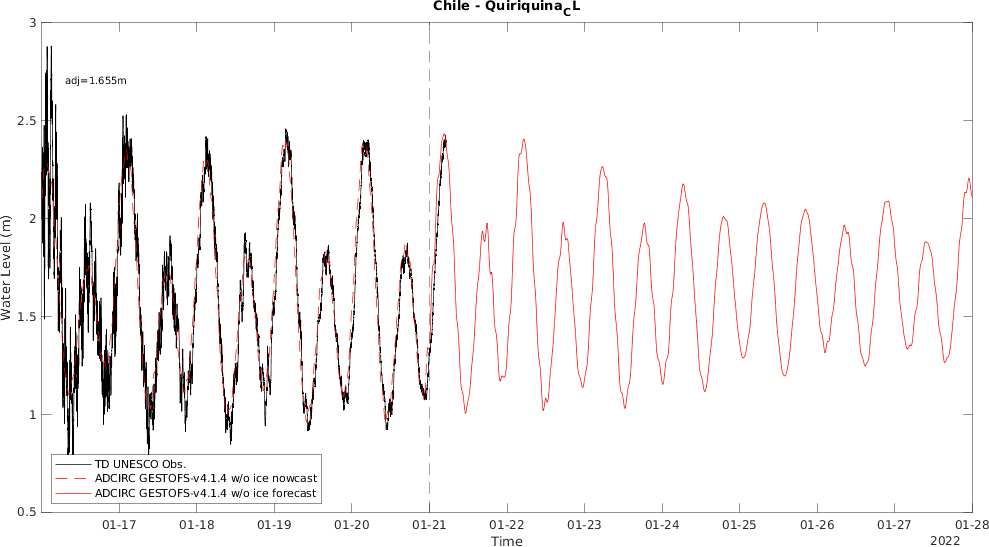 Chile - Quiriquina_CL
3
adj=1.655m
2.5
2
Water Level (m)
1.5
1
TD UNESCO Obs.
ADCIRC GESTOFS-v4.1.4 w/o ice nowcast
ADCIRC GESTOFS-v4.1.4 w/o ice forecast
0.5
01-17 01-18 01-19 01-20 01-21 01-22 01-23 01-24 01-25 01-26 01-27 01-28
Time
2022